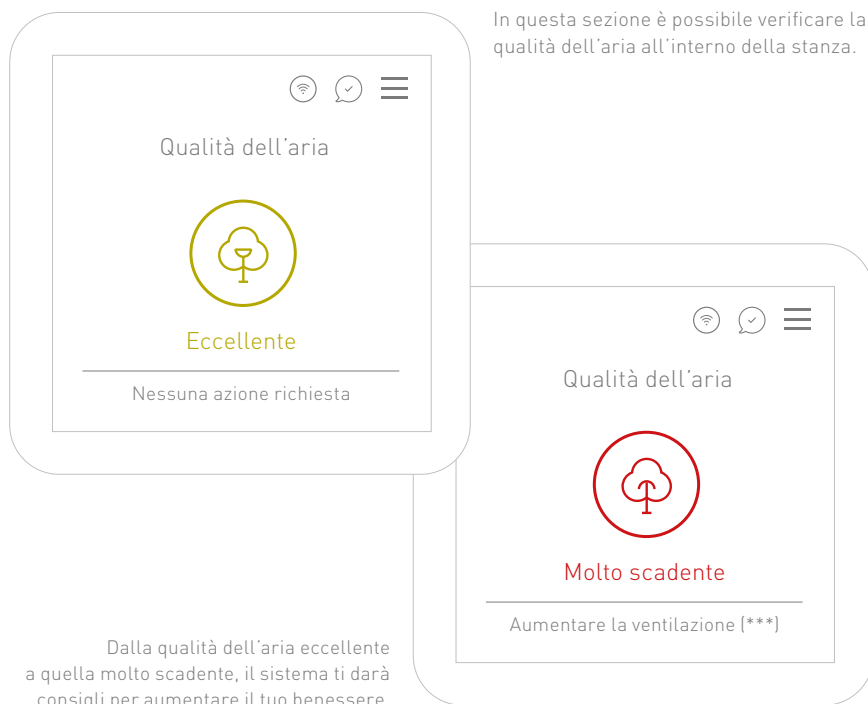 In questa sezione è possibile verificare la
qualità dell'aria all'interno della stanza.
Qualità dell'aria
Eccellente
Nessuna azione richiesta
Qualità dell'aria
Molto scadente
Aumentare la ventilazione (***)
Dalla qualità dell'aria eccellente
a quella molto scadente, il sistema ti darà
consigli per aumentare il tuo benessere.